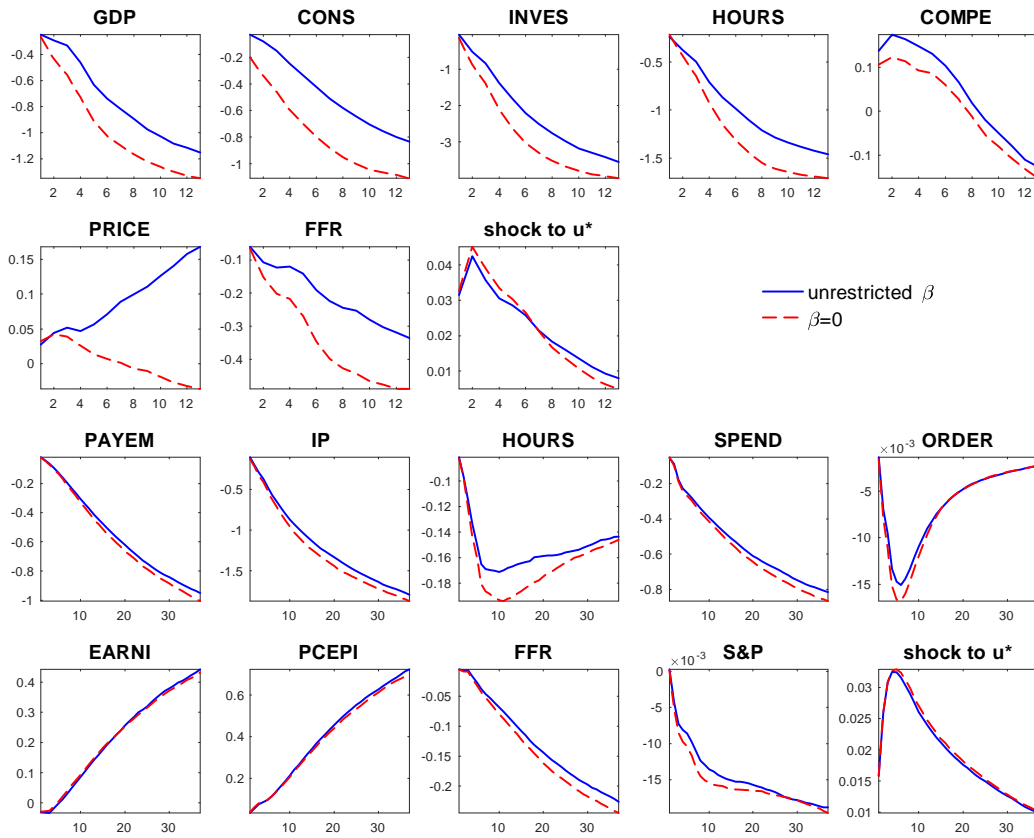 GDP CONS INVES HOURS COMPE
-0.4 -0.6 -0.8 -1 -1.2
-0.2 -0.4 -0.6 -0.8 -1
-1 -2 -3
-0.5 -1 -1.5
0.1 0 -0.1
2 4 6 8 10 12
2 4 6 8 10 12
2 4 6 8 10 12
2 4 6 8 10 12
2 4 6 8 10 12
PRICE FFR shock to u*
0.15 0.1 0.05 0
-0.1 -0.2 -0.3 -0.4
0.04 0.03 0.02 0.01
unrestricted β
β=0
2 4 6 8 10 12
2 4 6 8 10 12
2 4 6 8 10 12
PAYEM IP HOURS SPEND ORDER
-0.2 -0.4 -0.6 -0.8 -1
-0.5 -1 -1.5
-0.1 -0.12 -0.14 -0.16 -0.18
-0.2 -0.4 -0.6 -0.8
×10-3
-5 -10 -15
10 20 30
10 20 30
10 20 30
10 20 30
10 20 30
EARNI PCEPI FFR S&P shock to u*
0.4 0.3 0.2 0.1 0
0.6 0.4 0.2
-0.05 -0.1 -0.15 -0.2
×10-3
0 -5 -10 -15
0.03 0.025 0.02 0.015 0.01
10 20 30
10 20 30
10 20 30
10 20 30
10 20 30